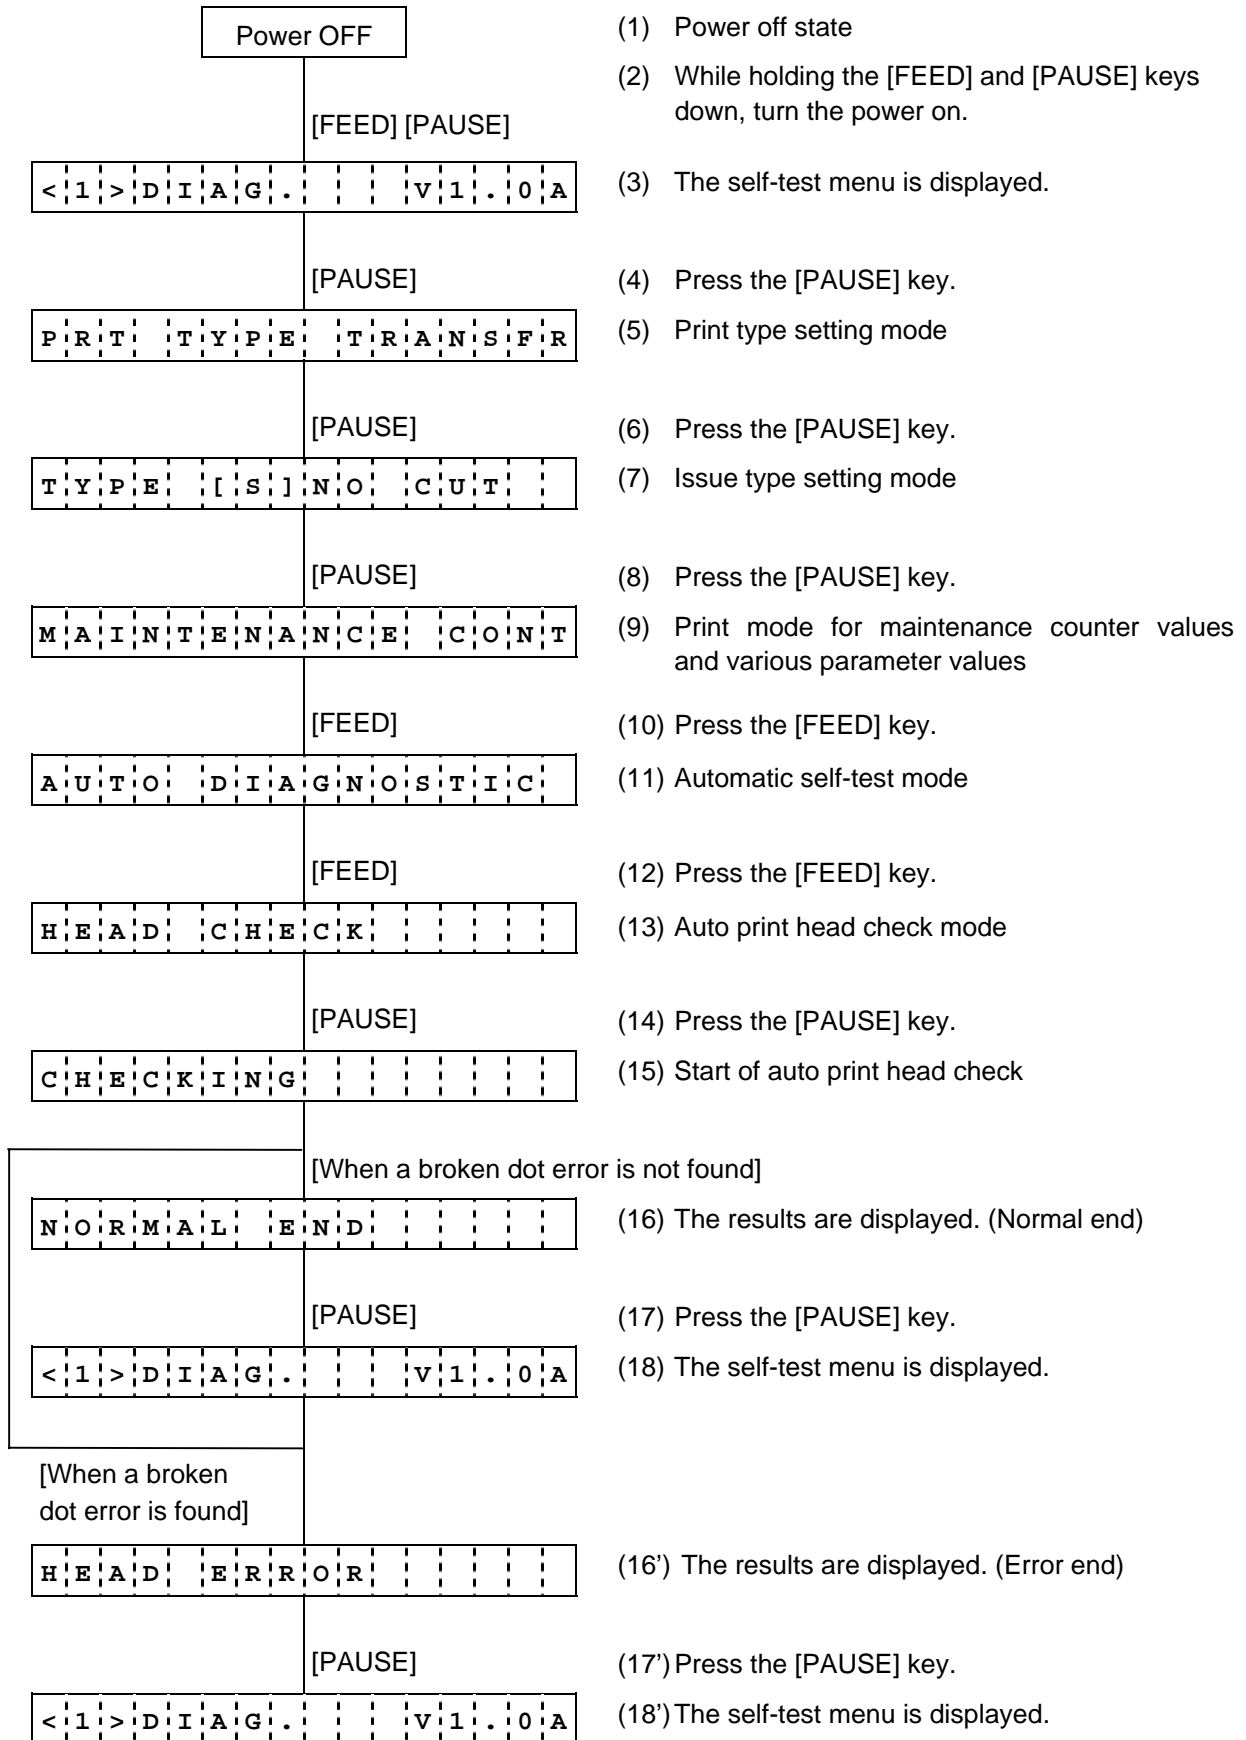 Power OFF
(1) Power off state
(2) While holding the [FEED] and [PAUSE] keys
down, turn the power on.
[FEED] [PAUSE]
<1>DIAG.   V1.0A
(3) The self-test menu is displayed.
[PAUSE]
(4) Press the [PAUSE] key.
PRT TYPE TRANSFR
(5) Print type setting mode
[PAUSE]
(6) Press the [PAUSE] key.
TYPE [S]NO CUT
(7) Issue type setting mode
[PAUSE]
(8) Press the [PAUSE] key.
MAINTENANCE CONT
(9) Print mode for maintenance counter values
and various parameter values
[FEED]
(10) Press the [FEED] key.
AUTO DIAGNOSTIC
(11) Automatic self-test mode
[FEED]
(12) Press the [FEED] key.
HEAD CHECK
(13) Auto print head check mode
[PAUSE]
(14) Press the [PAUSE] key.
CHECKING
(15) Start of auto print head check
[When a broken dot error is not found]
NORMAL END
(16) The results are displayed. (Normal end)
[PAUSE]
(17) Press the [PAUSE] key.
<1>DIAG.   V1.0A
(18) The self-test menu is displayed.
[When a broken
dot error is found]
HEAD ERROR
(16') The results are displayed. (Error end)
[PAUSE]
(17') Press the [PAUSE] key.
<1>DIAG.   V1.0A
(18') The self-test menu is displayed.